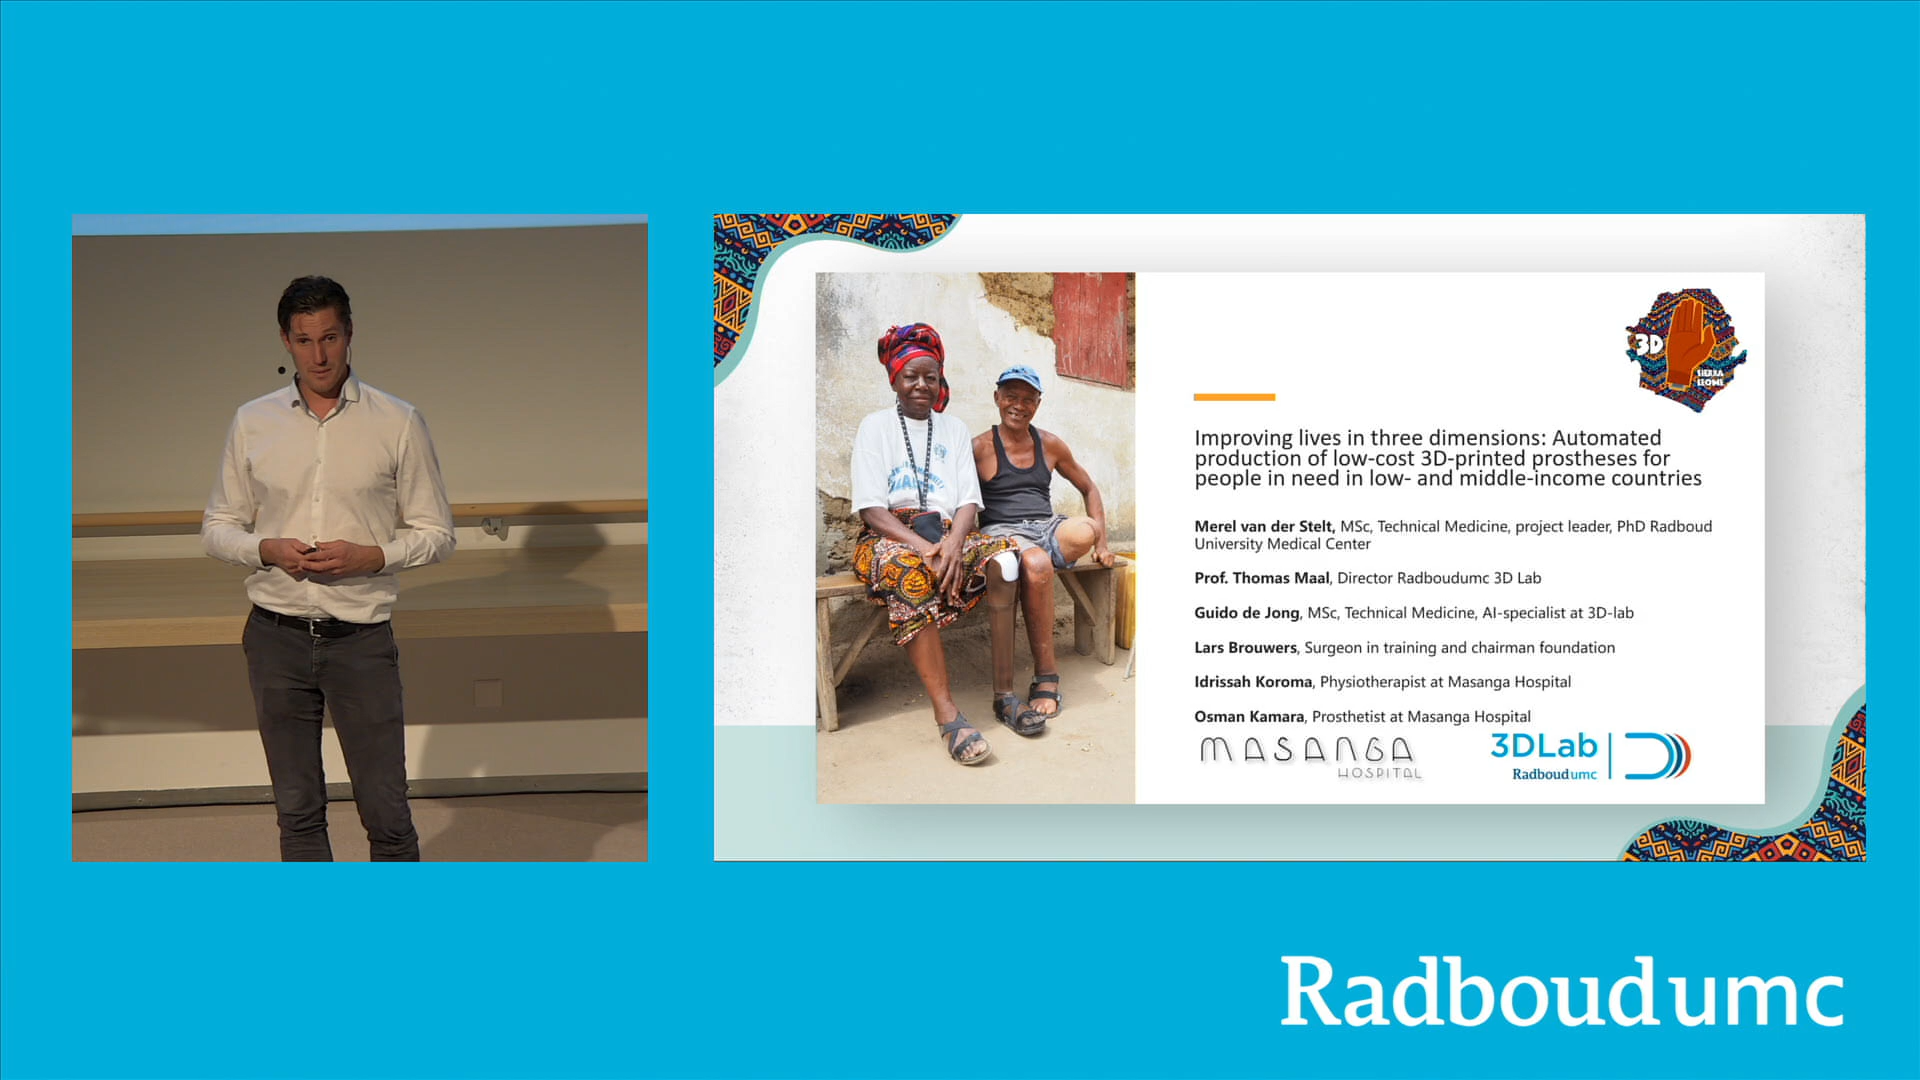 3D
SIERRA
LEONE
Improving lives in three dimensions: Automated
production of low-cost 3D-printed prostheses for
people in need in low- and middle-income countries
Merel van der Stelt, MSc, Technical Medicine, project leader, PhD Radboud
University Medical Center
Prof. Thomas Maal, Director Radboudumc 3D Lab
Guido de Jong, MSc, Technical Medicine, AI-specialist at 3D-lab
Lars Brouwers, Surgeon in training and chairman foundation
Idrissah Koroma, Physiotherapist at Masanga Hospital
Osman Kamara, Prosthetist at Masanga Hospital
MASANGA
HOSPITAL
3DLab
Radboudumc
Radboudumc